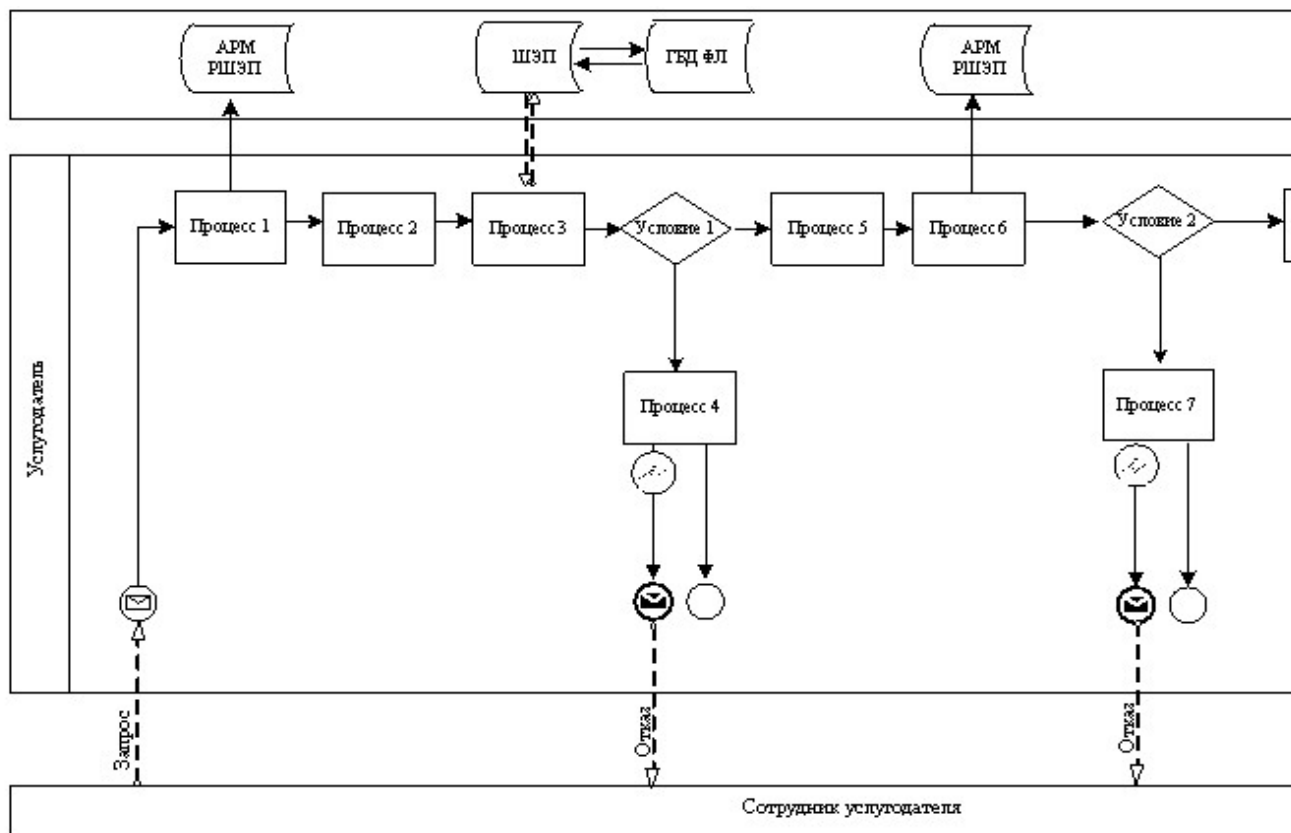 АРМ
РШЭП
ШЭП
ГБД ФЛ
АРМ
РШЭП
Процесс 1
Процесс 2
Процесс 3
Условие 1
Процесс 5
Процесс 6
Условие 2
Услугодатель
Процесс 4
Процесс 7
Запрос
Отказ
Отказ
Сотрудник услугодателя